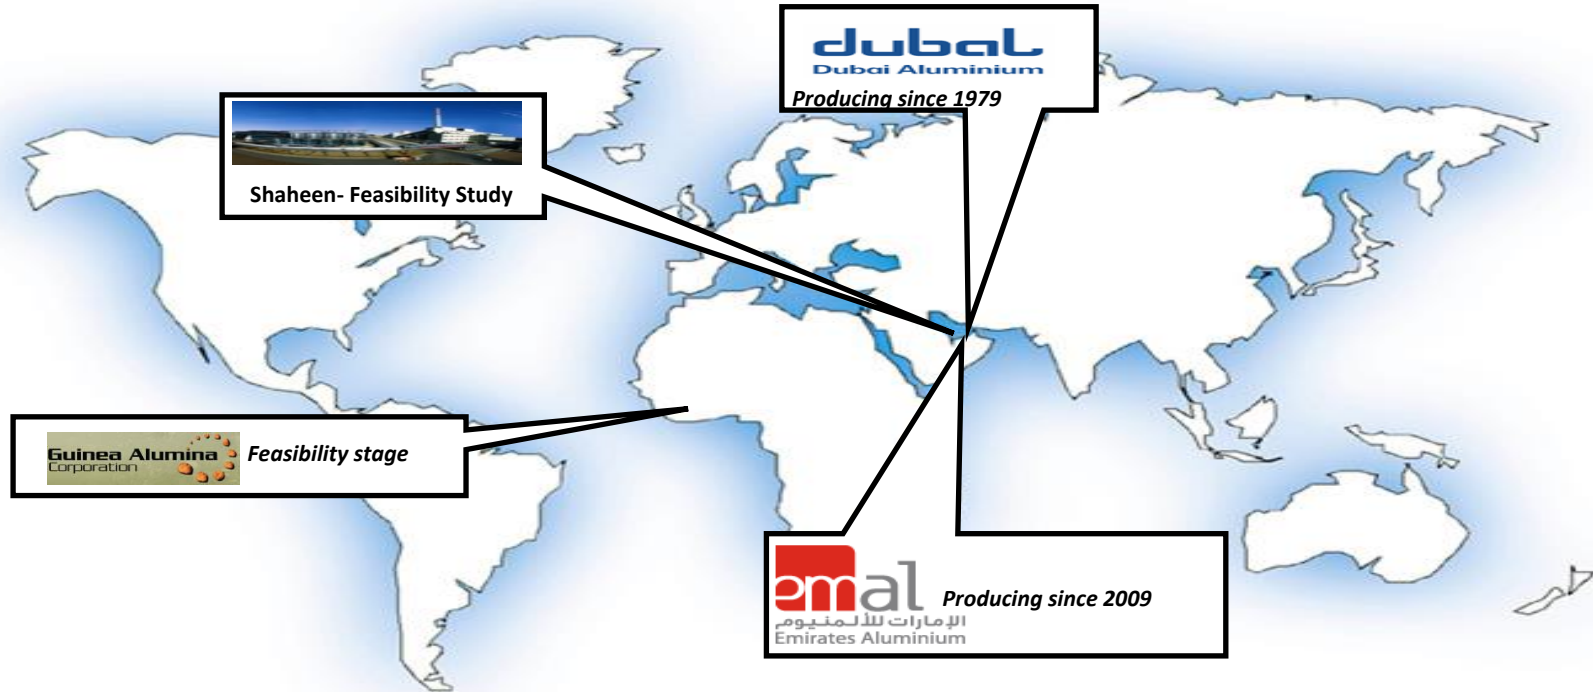 dubal
Dubai Aluminium
Producing since 1979
Shaheen- Feasibility Study
Guinea Alumina
Corporation
Feasibility stage
emal
الإمارات للألـمـنـيـوم
Emirates Aluminium
Producing since 2009